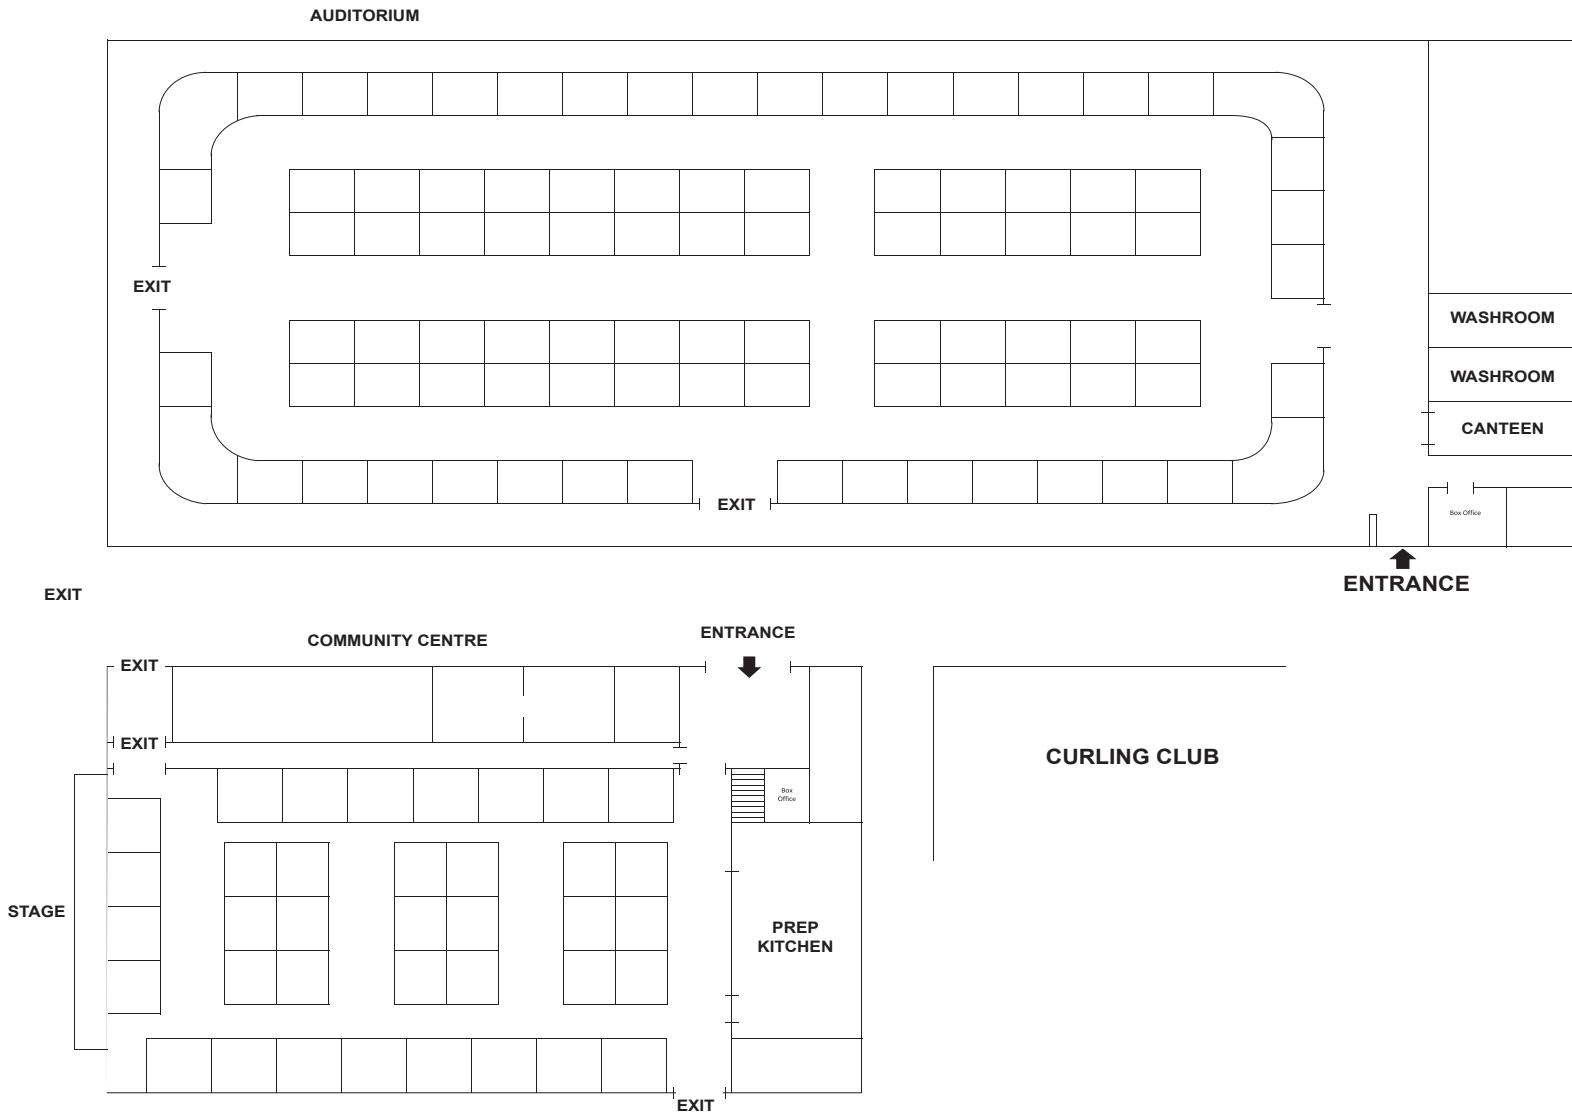 AUDITORIUM
EXIT
WASHROOM
WASHROOM
CANTEEN
EXIT
Box Office
ENTRANCE
EXIT
COMMUNITY CENTRE
ENTRANCE
EXIT
EXIT
CURLING CLUB
Box
Office
STAGE
PREP
KITCHEN
EXIT